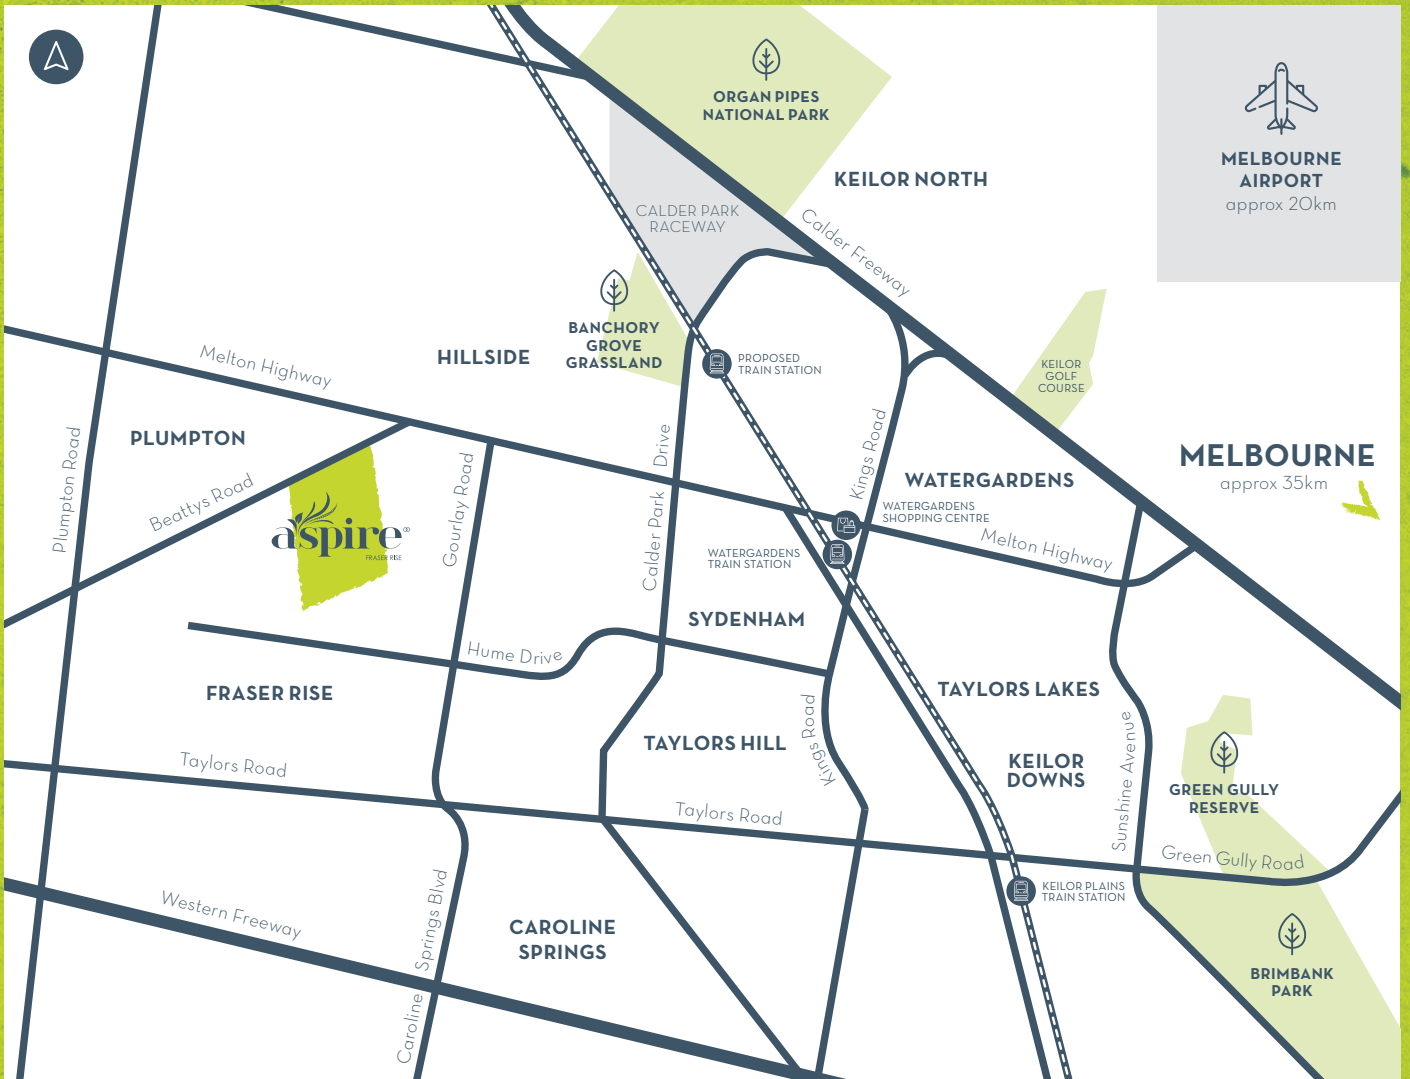 ORGAN PIPES
NATIONAL PARK
MELBOURNE
AIRPORT
approx 20km
KEILOR NORTH
CALDER PARK
RACEWAY
Calder Freeway
BANCHORY
GROVE
GRASSLAND
HILLSIDE
Melton Highway
PROPOSED
TRAIN STATION
KEILOR
GOLF
COURSE
PLUMPTON
Plumpton Road
Beattys Road
aspire®
FRASER RISE
Gourlay Road
Calder Park Drive
Kings Road
WATERGARDENS
MELBOURNE
approx 35km
WATERGARDENS
SHOPPING CENTRE
Melton Highway
WATERGARDENS
TRAIN STATION
SYDENHAM
Hume Drive
FRASER RISE
TAYLORS LAKES
Taylors Road
TAYLORS HILL
Kings Road
KEILOR
DOWNS
Sunshine Avenue
GREEN GULLY
RESERVE
Taylors Road
Green Gully Road
KEILOR PLAINS
TRAIN STATION
Western Freeway
Caroline Springs Blvd
CAROLINE
SPRINGS
BRIMBANK
PARK